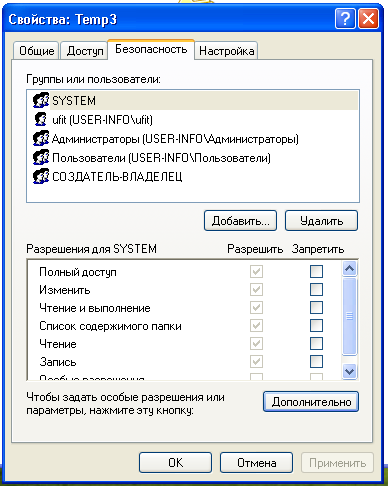 Свойства: Temp3
Общие Доступ Безопасность Настройка
Группы или пользователи:
SYSTEM
ufit (USER-INFO\ufit)
Администраторы (USER-INFO\Администраторы)
Пользователи (USER-INFO\Пользователи)
СОЗДАТЕЛЬ-ВЛАДЕЛЕЦ
Добавить... Удалить
Разрешения для SYSTEM Разрешить Запретить
Полный доступ
Изменить
Чтение и выполнение
Список содержимого папки
Чтение
Запись
Особые разрешения
Чтобы задать особые разрешения или
параметры, нажмите эту кнопку:
Дополнительно
OK Отмена Применить